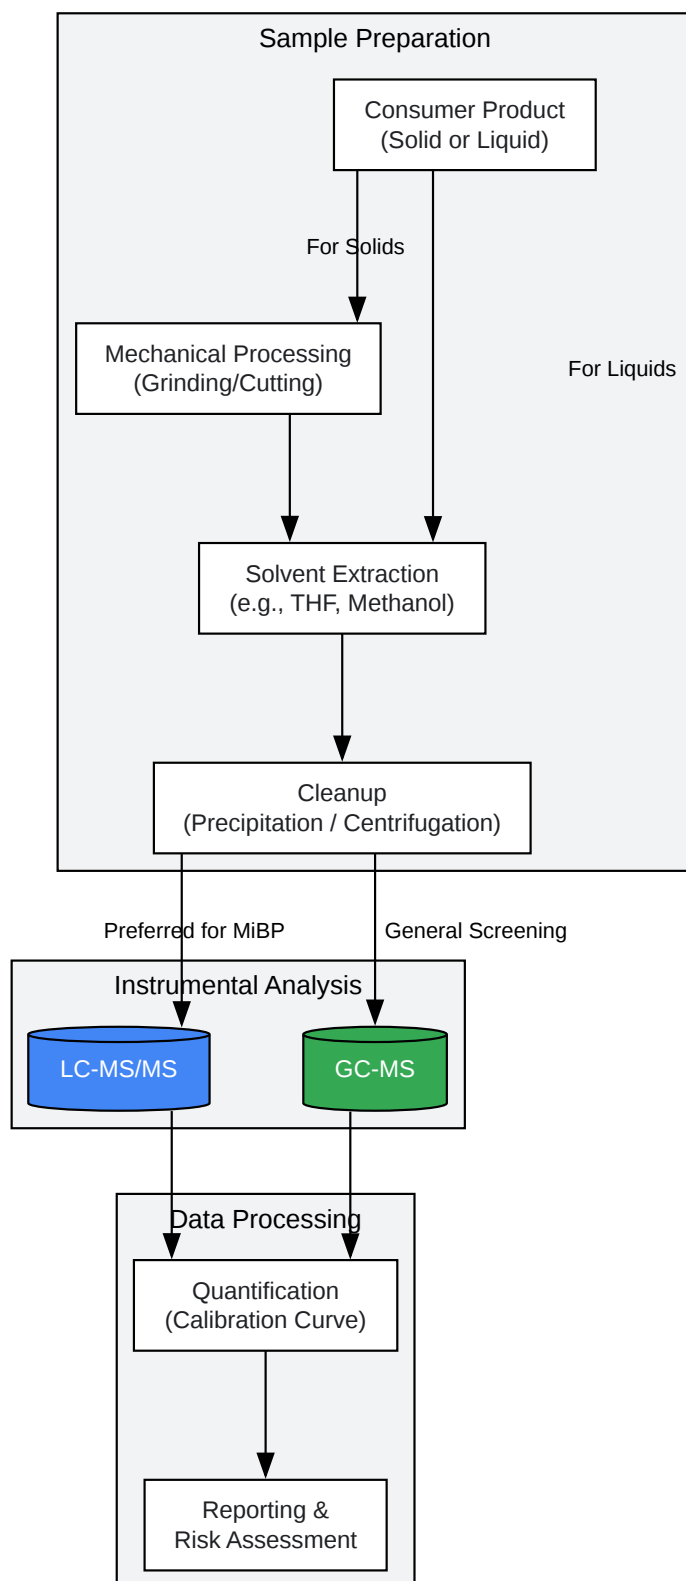 Sample Preparation
Consumer Product
(Solid or Liquid)
For Solids
Mechanical Processing
(Grinding/Cutting)
For Liquids
Solvent Extraction
(e.g., THF, Methanol)
Cleanup
(Precipitation / Centrifugation)
Preferred for MiBP
General Screening
Instrumental Analysis
LC-MS/MS
GC-MS
Data Processing
Quantification
(Calibration Curve)
Reporting &
Risk Assessment